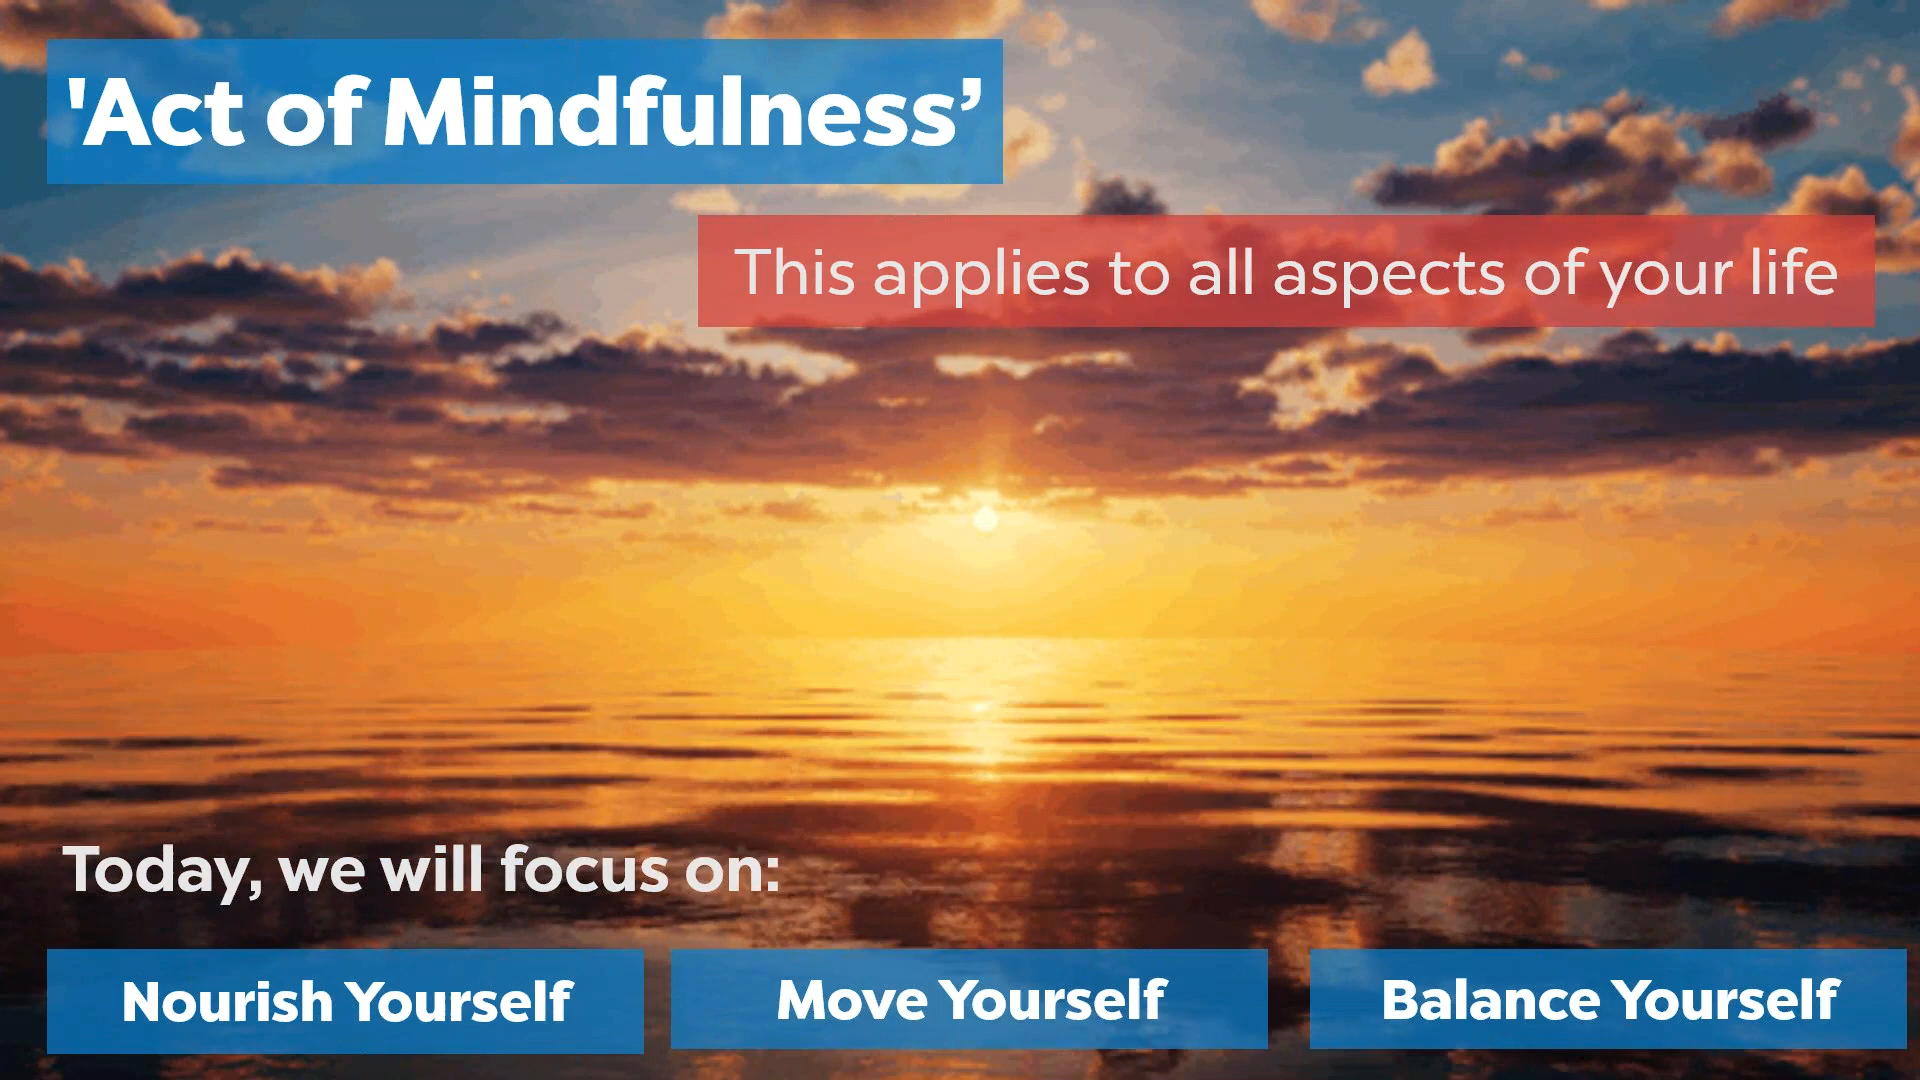 'Act of Mindfulness’
This applies to all aspects of your life
Today, we will focus on:
Nourish Yourself
Move Yourself
Balance Yourself